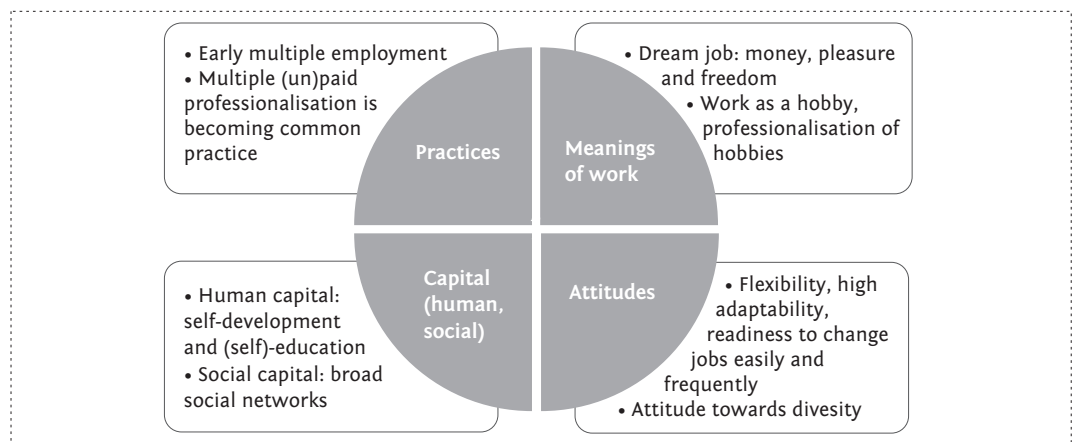 • Early multiple employment
• Multiple (un)paid
professionalisation is
becoming common
practice
Practices
• Dream job: money, pleasure
and freedom
• Work as a hobby,
professionalisation of
hobbies
Meanings
of work
• Human capital:
self-development
and (self)-education
• Social capital: broad
social networks
Capital
(human,
social)
• Flexibility, high
adaptability,
readiness to change
jobs easily and
frequently
• Attitude towards divesity
Attitudes